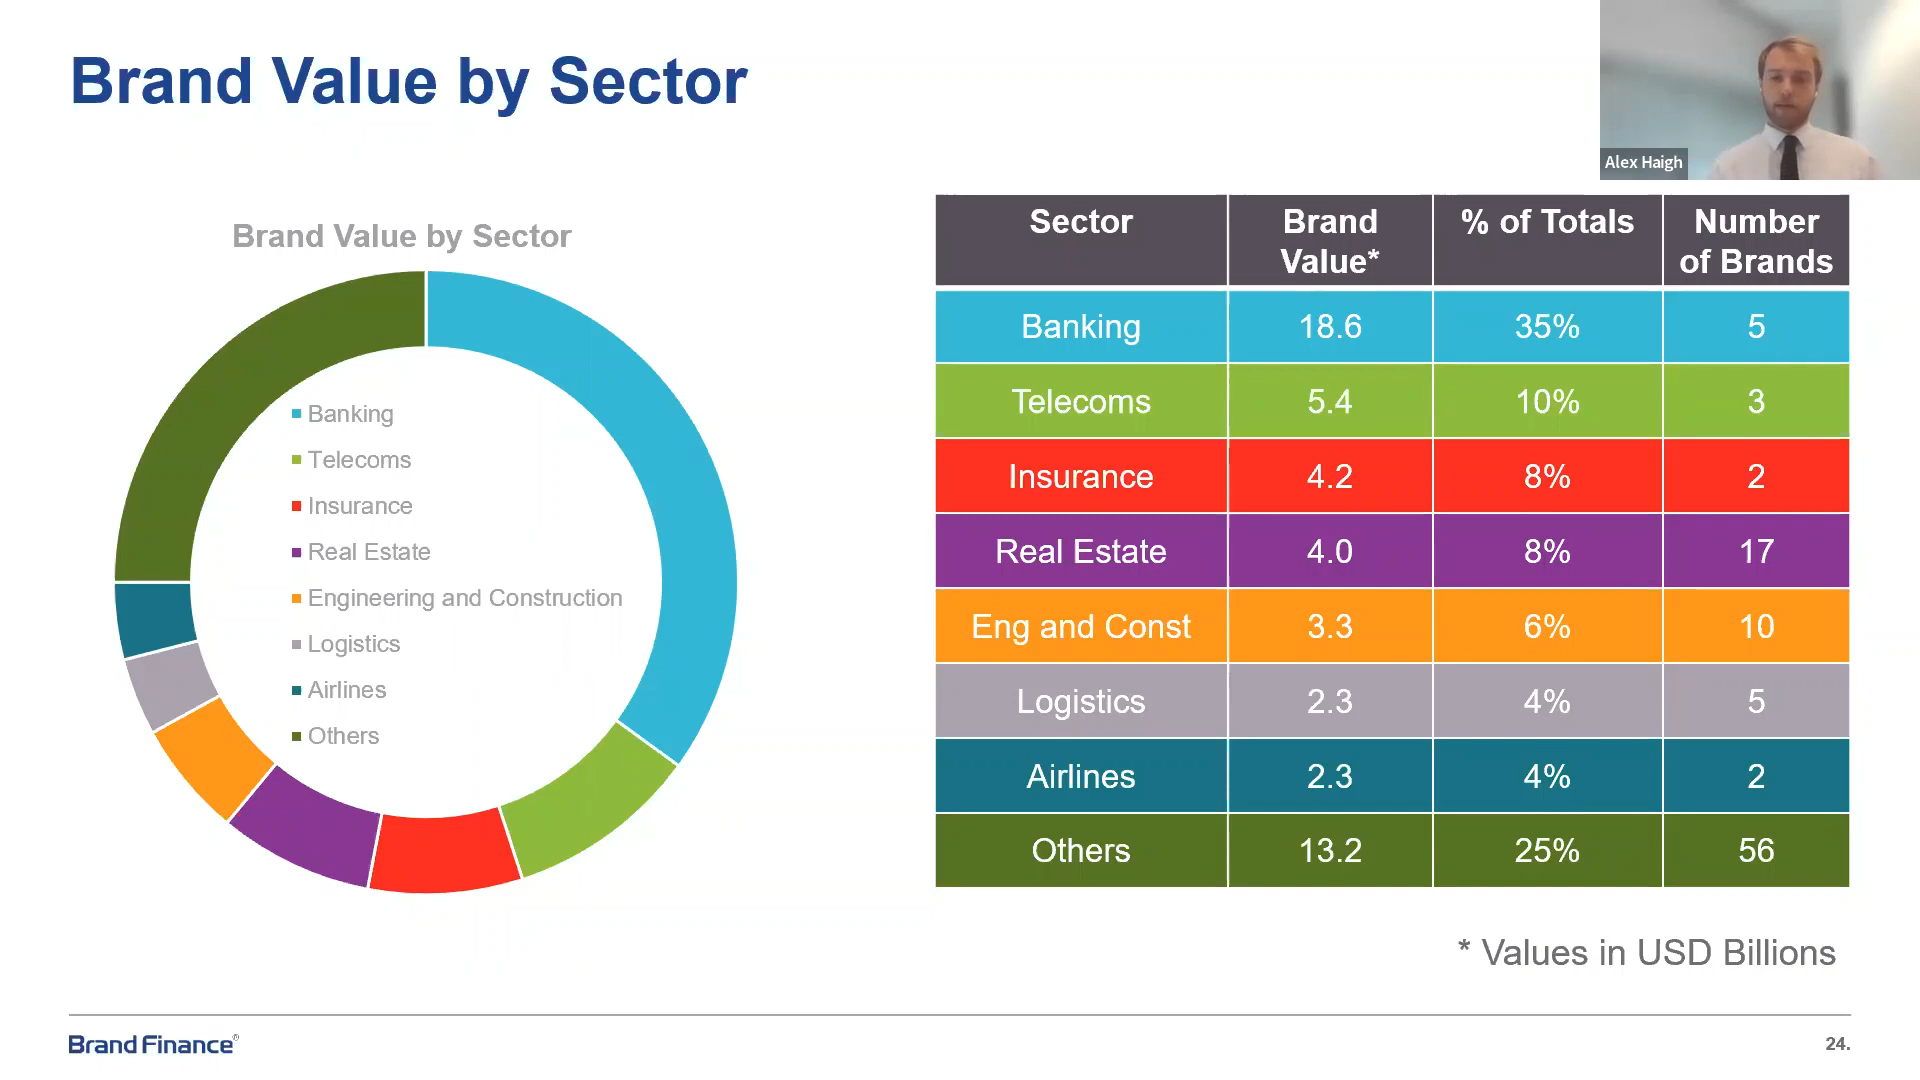 Brand Value by Sector
Alex Haigh
Brand Value by Sector
Banking
Telecoms
Insurance
Real Estate
Engineering and Construction
Logistics
Airlines
Others
Sector Brand Value* % of Totals Number of Brands
Banking 18.6 35% 5
Telecoms 5.4 10% 3
Insurance 4.2 8% 2
Real Estate 4.0 8% 17
Eng and Const 3.3 6% 10
Logistics 2.3 4% 5
Airlines 2.3 4% 2
Others 13.2 25% 56
* Values in USD Billions
Brand Finance®
24.